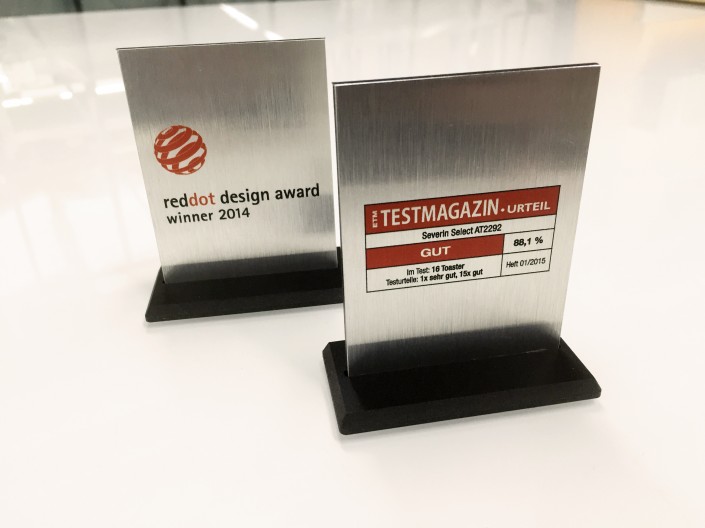 reddot design award
winner 2014
ETM TESTMAGAZIN • URTEIL
Severin Select AT2292
GUT
88,1 %
Im Test: 16 Toaster
Testurteile: 1x sehr gut, 15x gut
Heft 01/2015